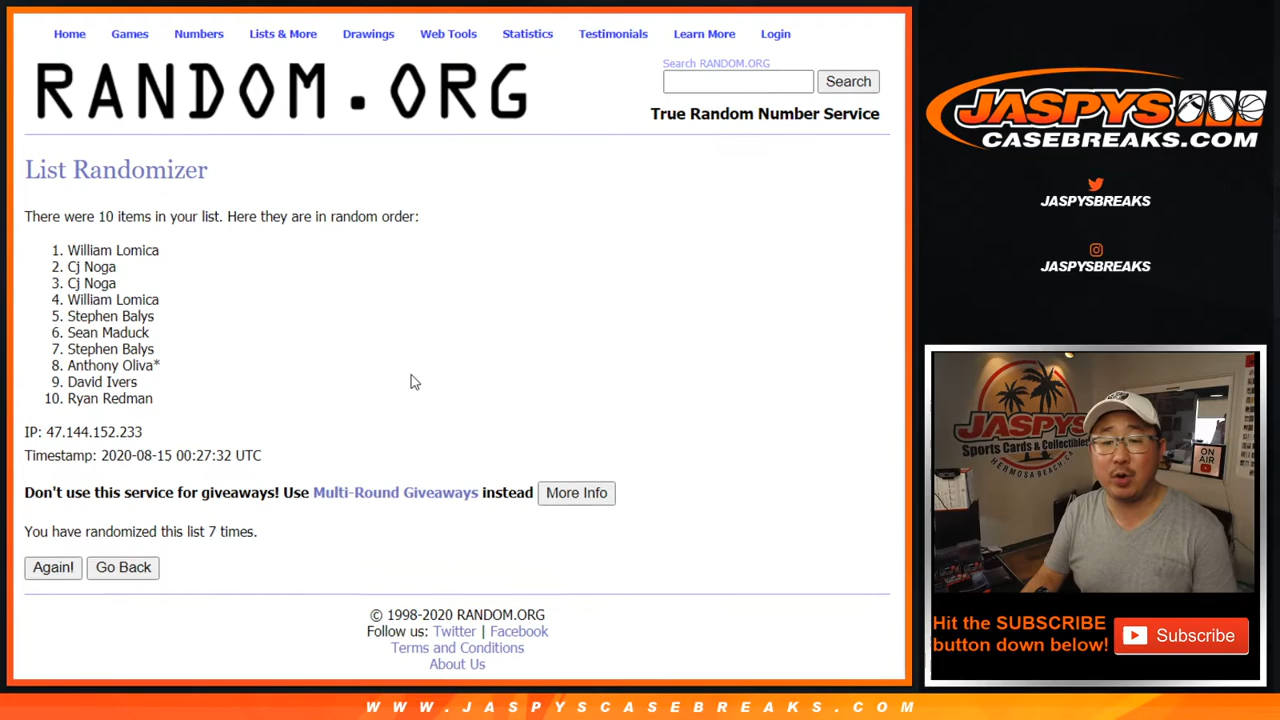 Home Games Numbers Lists & More Drawings Web Tools Statistics Testimonials Learn More Login
RANDOM.ORG
Search RANDOM.ORG
Search
True Random Number Service
List Randomizer
There were 10 items in your list. Here they are in random order:
1. William Lomica
2. Cj Noga
3. Cj Noga
4. William Lomica
5. Stephen Balys
6. Sean Maduck
7. Stephen Balys
8. Anthony Oliva*
9. David Ivers
10. Ryan Redman
IP: 47.144.152.233
Timestamp: 2020-08-15 00:27:32 UTC
Don't use this service for giveaways! Use Multi-Round Giveaways instead More Info
You have randomized this list 7 times.
Again! Go Back
© 1998-2020 RANDOM.ORG
Follow us: Twitter | Facebook
Terms and Conditions
About Us
JASPYS
CASEBREAKS.COM
JASPYSBREAKS
JASPYSBREAKS
JASPYS
Sports Cards & Collectibles
HERMOSA BEACH, CA
ON
AIR
Hit the SUBSCRIBE
button down below!
Subscribe
WWW.JASPYSCASEBREAKS.COM